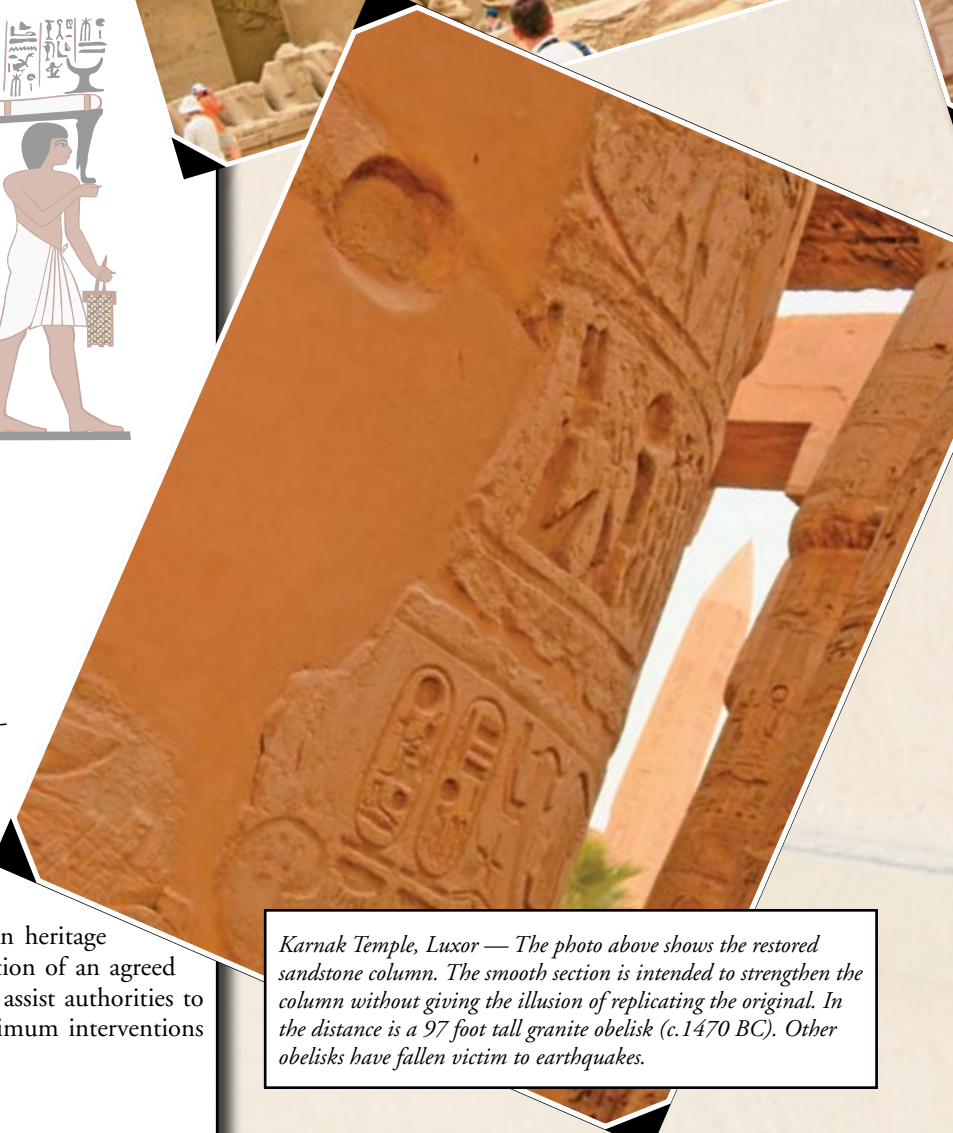 n heritage
tion of an agreed
assist authorities to
imum interventions
Karnak Temple, Luxor — The photo above shows the restored
sandstone column. The smooth section is intended to strengthen the
column without giving the illusion of replicating the original. In
the distance is a 97 foot tall granite obelisk (c.1470 BC). Other
obelisks have fallen victim to earthquakes.